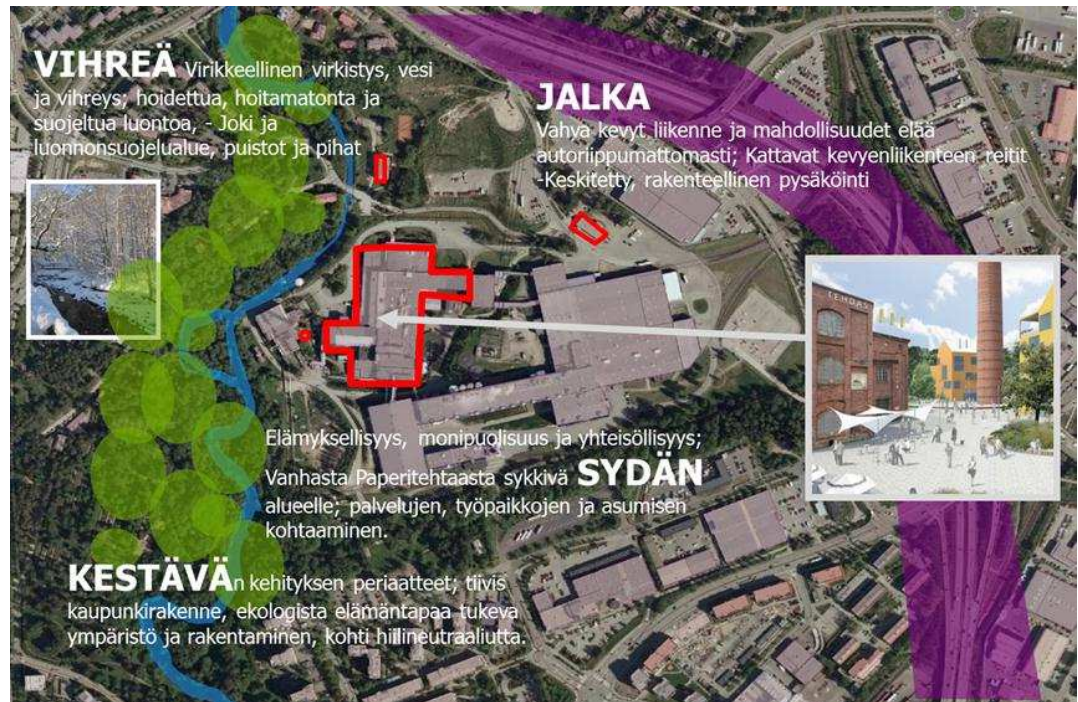 VIHREÄ Virikkeellinen virkistys, vesi
ja vihreys; hoidettua, hoitamatonta ja
suojeltua luontoa, - Joki ja
luonnonsuojelualue, puistot ja pihat
JALKA
Vahva kevyt liikenne ja mahdollisuudet elää
autoriippumattomasti; Kattavat kevyenliikenteen reitit
-Keskitetty, rakenteellinen pysäköinti
TEHDAS
Elämyksellisyys, monipuolisuus ja yhteisöllisyys;
Vanhasta Paperitehtaasta sykkivä SYDÄN
alueelle; palvelujen, työpaikkojen ja asumisen
kohtaaminen.
KESTÄVÄn kehityksen periaatteet; tiivis
kaupunkirakenne, ekologista elämäntapaa tukeva
ympäristö ja rakentaminen, kohti hiilineutraaliutta.